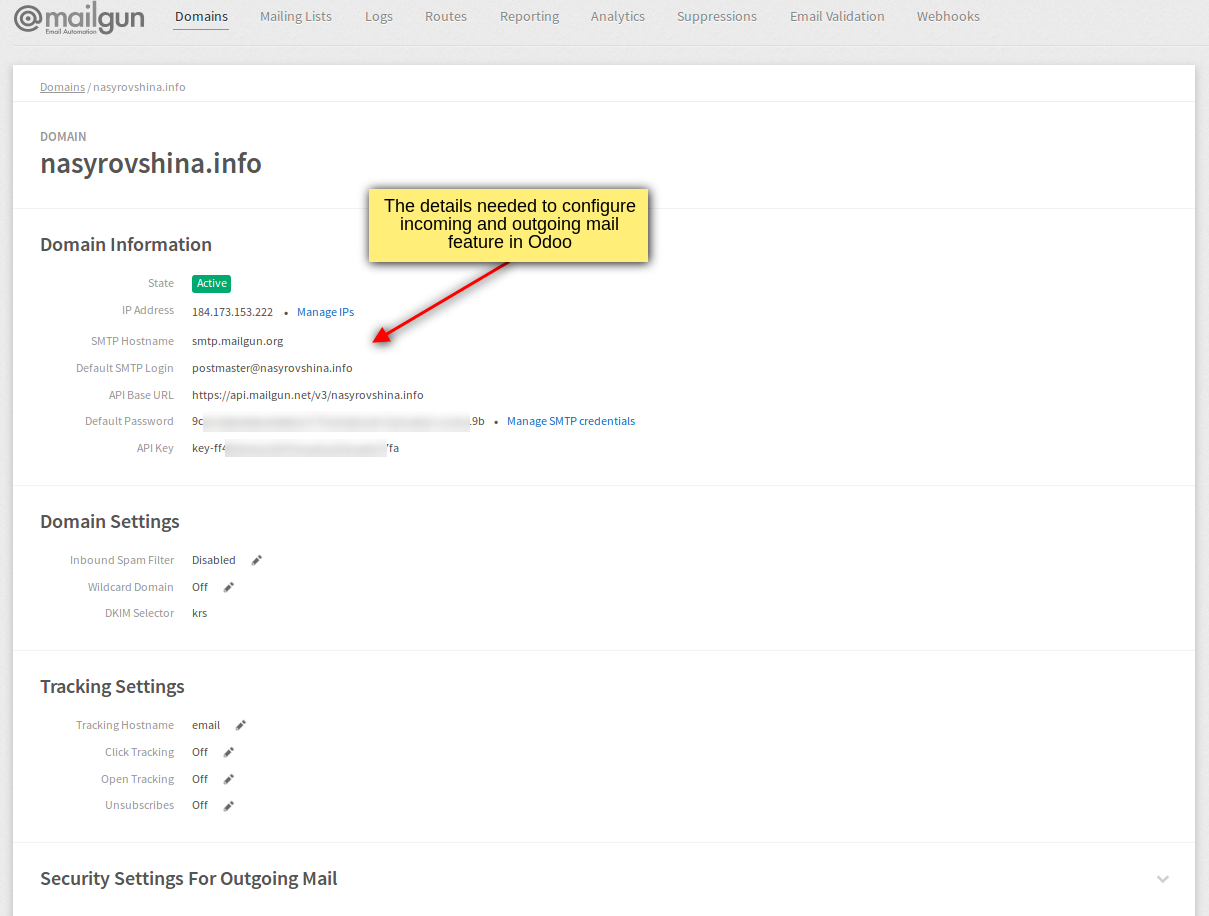 @mailgun
Email Automation
Domains Mailing Lists Logs Routes Reporting Analytics Suppressions Email Validation Webhooks
Domains / nasyrovshina.info
DOMAIN
nasyrovshina.info
The details needed to configure
incoming and outgoing mail
feature in Odoo
Domain Information
State Active
IP Address 184.173.153.222 • Manage IPs
SMTP Hostname smtp.mailgun.org
Default SMTP Login postmaster@nasyrovshina.info
API Base URL https://api.mailgun.net/v3/nasyrovshina.info
Default Password 9c .9b • Manage SMTP credentials
API Key key-ff fa
Domain Settings
Inbound Spam Filter Disabled
Wildcard Domain Off
DKIM Selector krs
Tracking Settings
Tracking Hostname email
Click Tracking Off
Open Tracking Off
Unsubscribes Off
Security Settings For Outgoing Mail